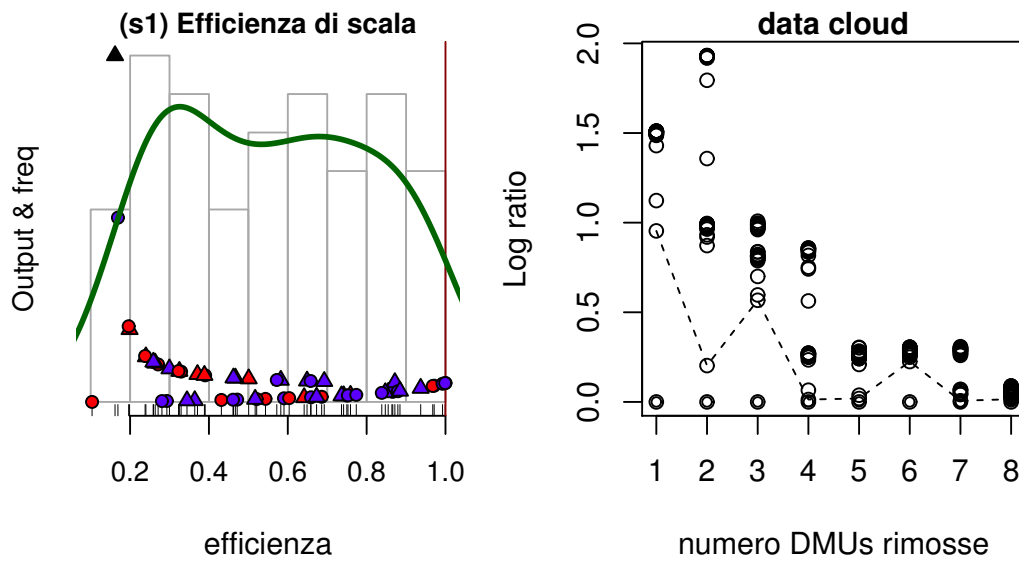 (s1) Efficienza di scala
Output & freq
0.2 0.4 0.6 0.8 1.0
efficienza
data cloud
Log ratio
2.0
1.5
1.0
0.5
0.0
1 2 3 4 5 6 7 8
numero DMUs rimosse